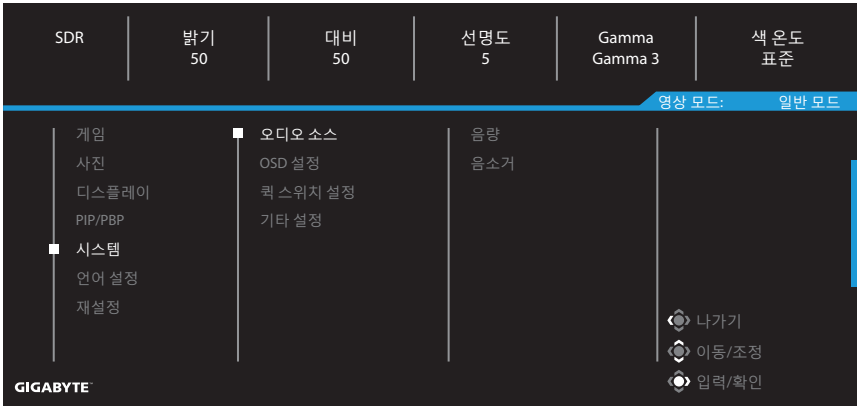 SDR 밝기 대비 선명도 Gamma 색 온도
50 50 5 Gamma 3 표준
영상 모드: 일반 모드
게임 오디오 소스 음량
사진 OSD 설정 음소거
디스플레이 퀵 스위치 설정
PIP/PBP 기타 설정
시스템
언어 설정
재설정
나가기
이동/조정
입력/확인
GIGABYTE™